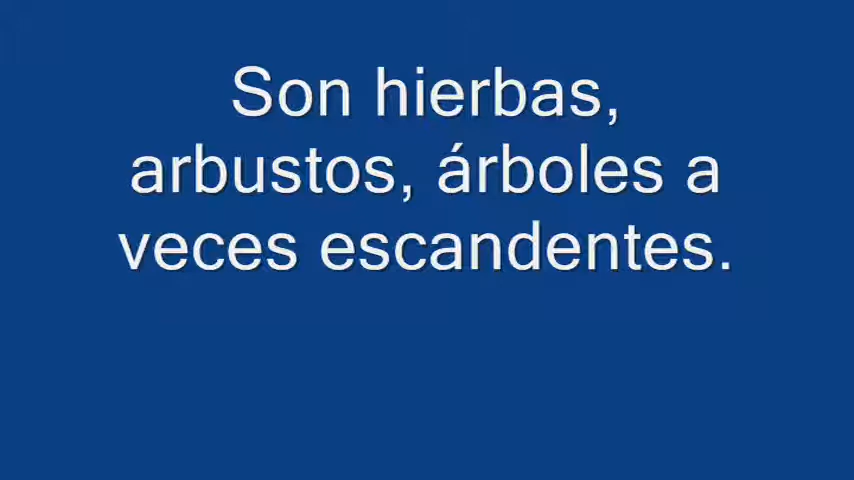 Son hierbas,
arbustos, árboles a
veces escandentes.